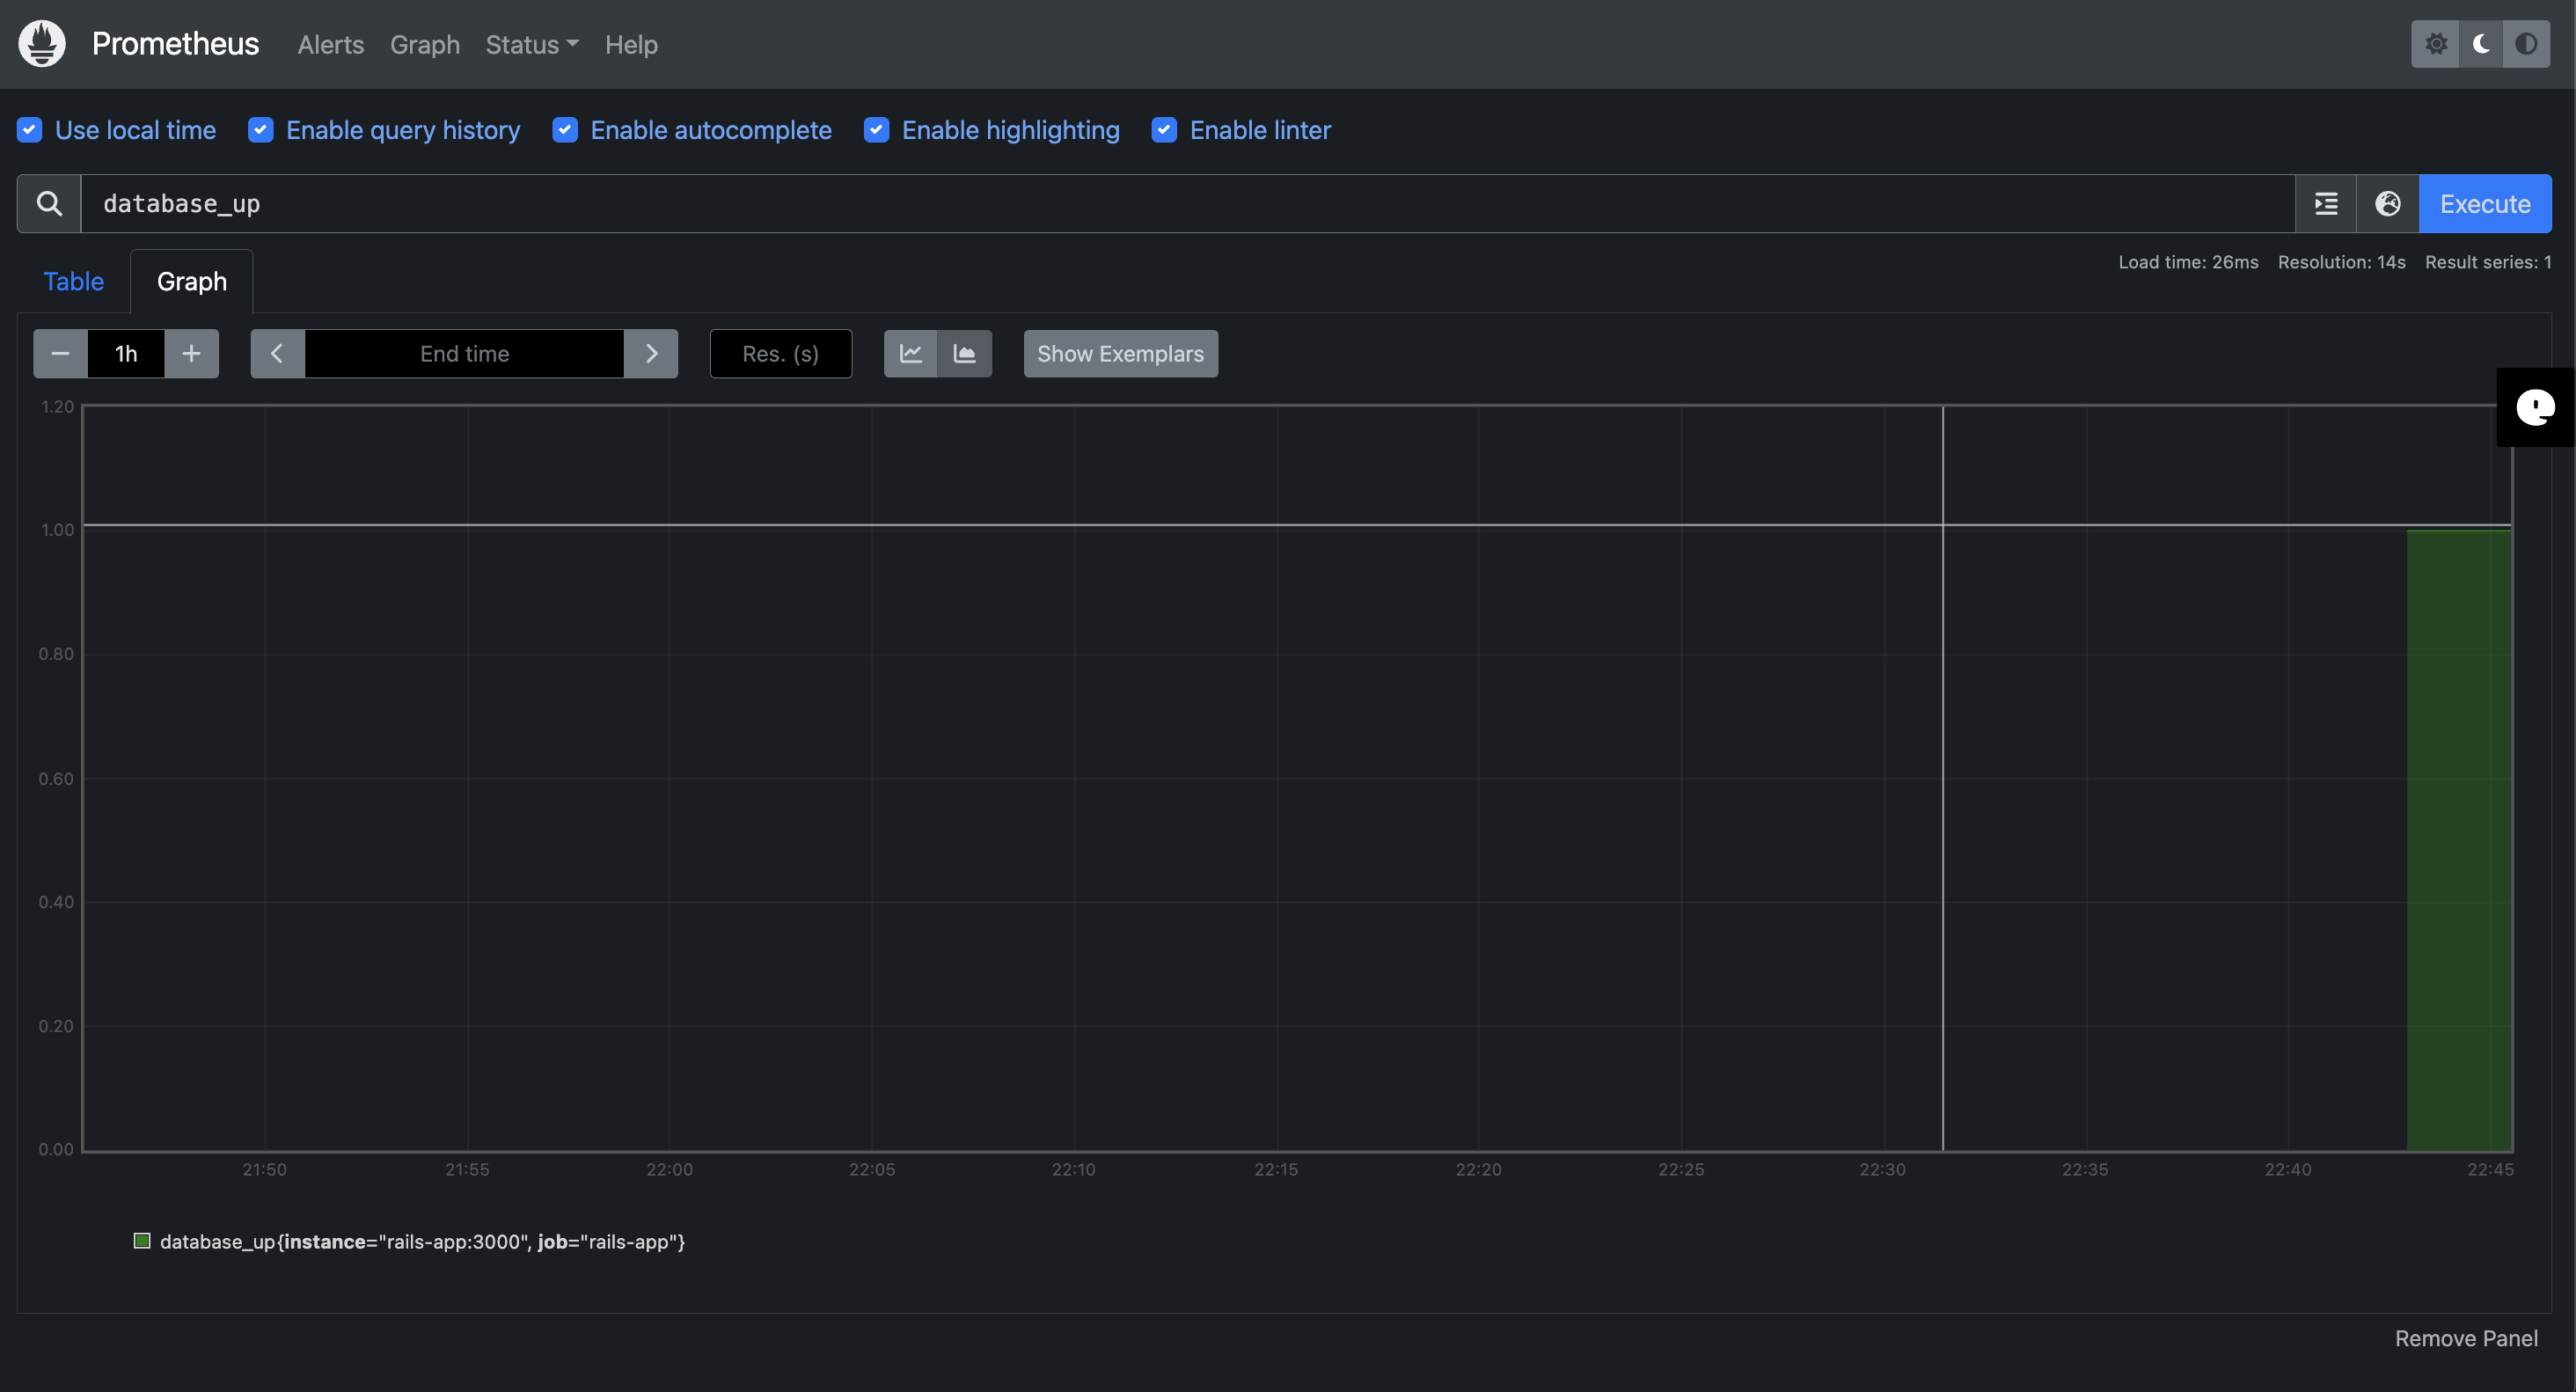 Prometheus Alerts Graph Status Help
Use local time Enable query history Enable autocomplete Enable highlighting Enable linter
database_up Execute
Table Graph Load time: 26ms Resolution: 14s Result series: 1
1h End time Res. (s) Show Exemplars
1.20
1.00
0.80
0.60
0.40
0.20
0.00
21:50 21:55 22:00 22:05 22:10 22:15 22:20 22:25 22:30 22:35 22:40 22:45
database_up{instance="rails-app:3000", job="rails-app"}
Remove Panel